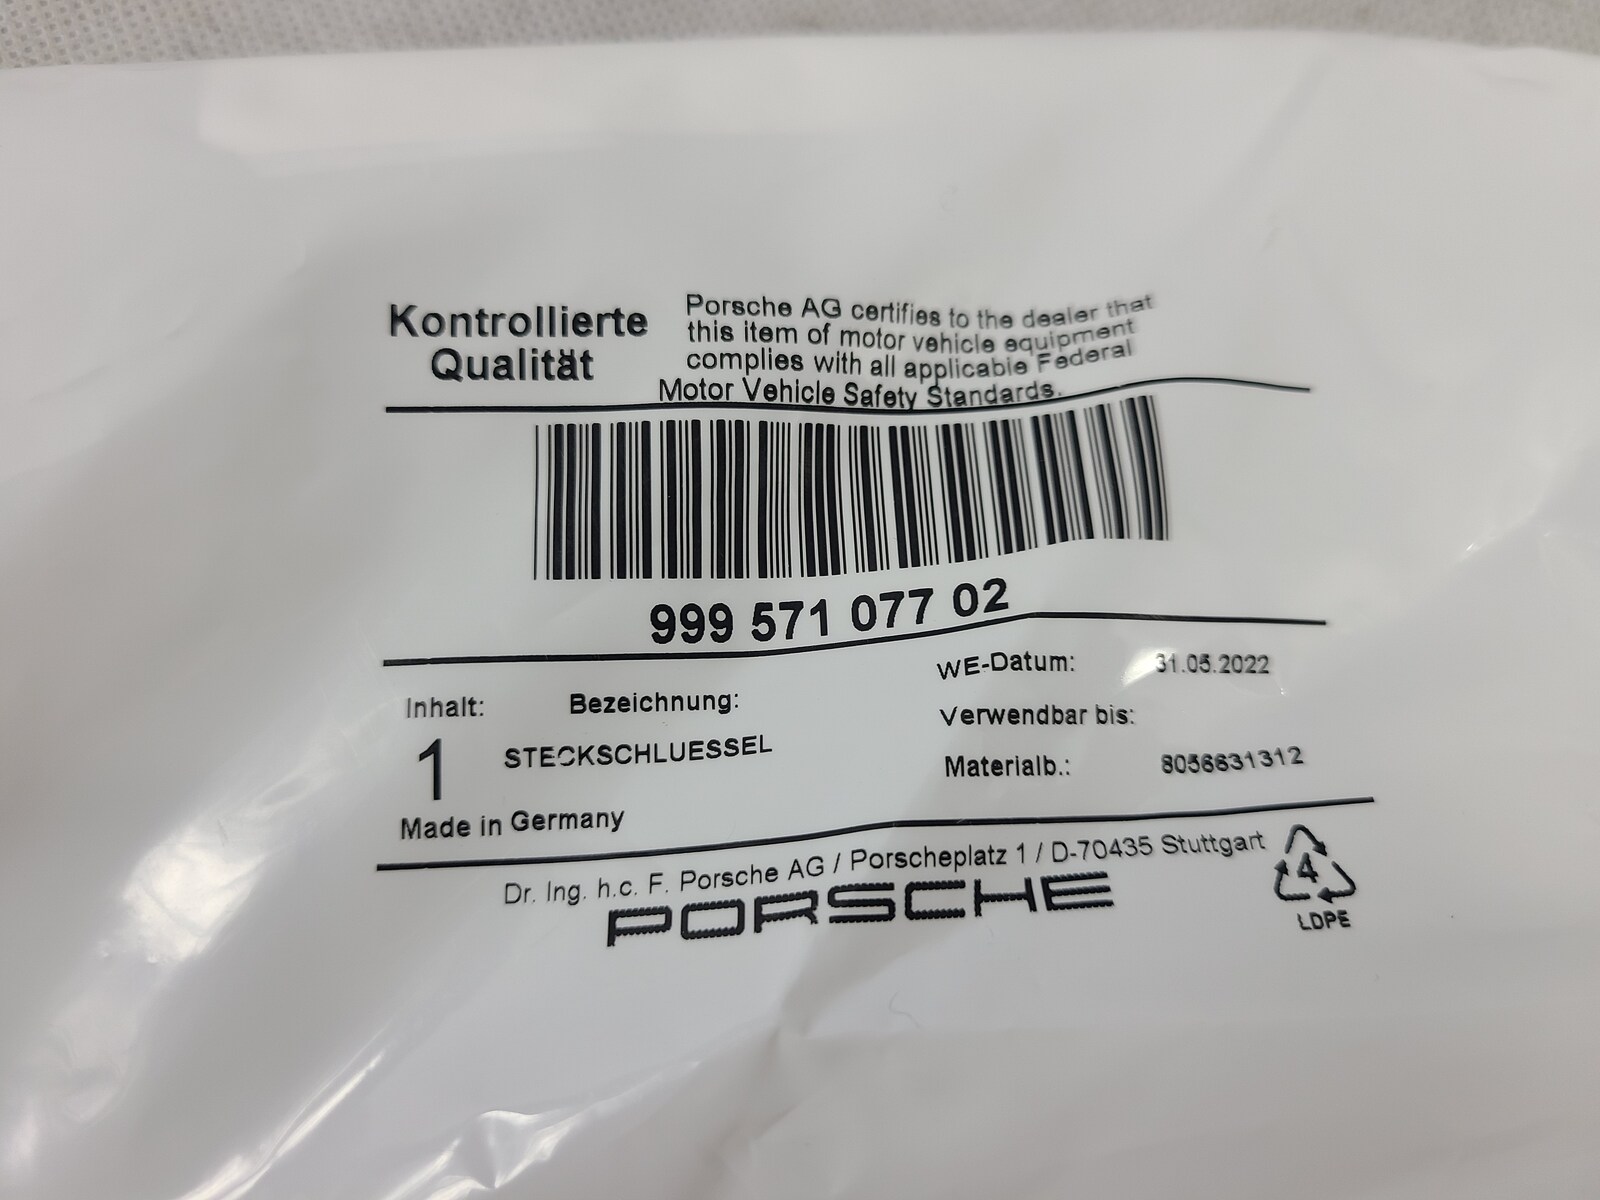 Kontrollierte
Qualität
Porsche AG certifies to the dealer that
this item of motor vehicle equipment
complies with all applicable Federal
Motor Vehicle Safety Standards.
999 571 077 02
WE-Datum: 31.05.2022
Inhalt: Bezeichnung:
Verwendbar bis:
1 STECKSCHLUESSEL
Materialb.: 8056631312
Made in Germany
Dr. Ing. h.c. F. Porsche AG / Porscheplatz 1 / D-70435 Stuttgart
PORSCHE
4
LDPE